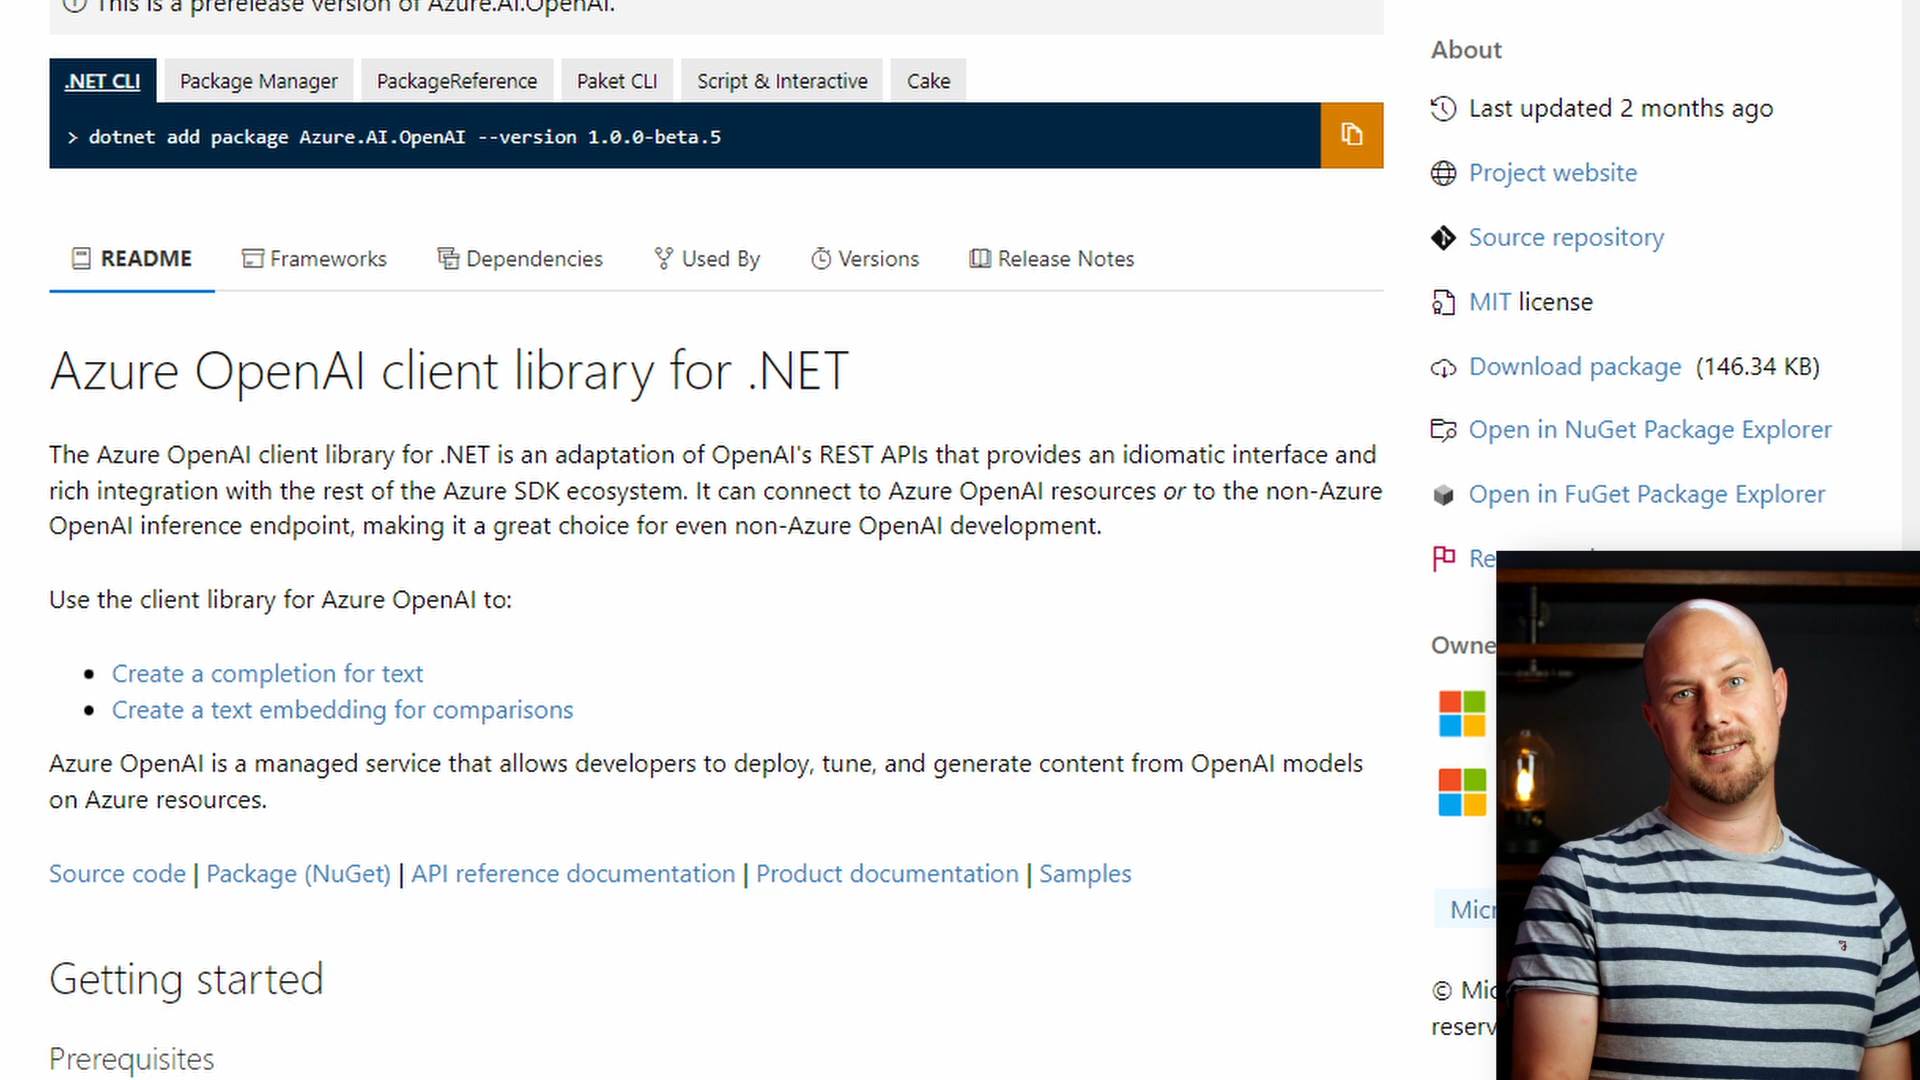 This is a prerelease version of Azure.AI.OpenAI.
.NET CLI Package Manager PackageReference Paket CLI Script & Interactive Cake
> dotnet add package Azure.AI.OpenAI --version 1.0.0-beta.5
README Frameworks Dependencies Used By Versions Release Notes
Azure OpenAI client library for .NET
The Azure OpenAI client library for .NET is an adaptation of OpenAI's REST APIs that provides an idiomatic interface and
rich integration with the rest of the Azure SDK ecosystem. It can connect to Azure OpenAI resources or to the non-Azure
OpenAI inference endpoint, making it a great choice for even non-Azure OpenAI development.
Use the client library for Azure OpenAI to:
• Create a completion for text
• Create a text embedding for comparisons
Azure OpenAI is a managed service that allows developers to deploy, tune, and generate content from OpenAI models
on Azure resources.
Source code | Package (NuGet) | API reference documentation | Product documentation | Samples
Getting started
Prerequisites
About
Last updated 2 months ago
Project website
Source repository
MIT license
Download package (146.34 KB)
Open in NuGet Package Explorer
Open in FuGet Package Explorer
Re
Owne
Micr
© Mic
reserv